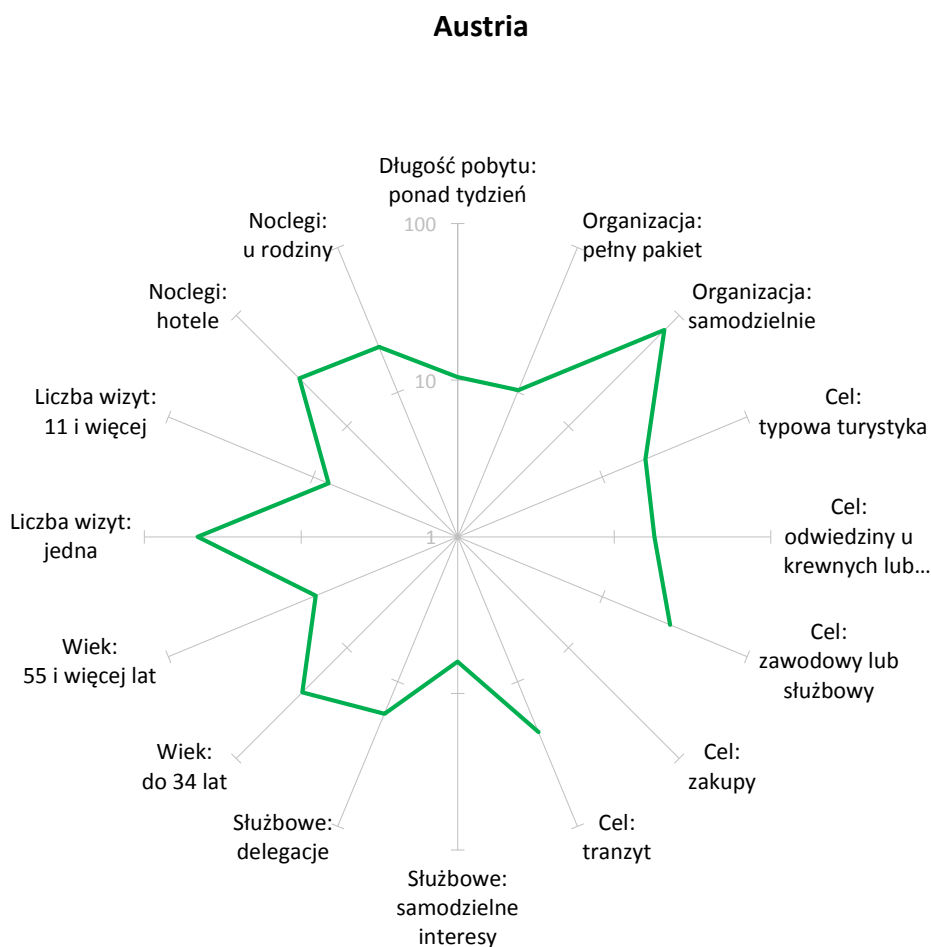 Austria
Długość pobytu:
ponad tydzień
Organizacja:
pełny pakiet
Organizacja:
samodzielnie
Cel:
typowa turystyka
Cel:
odwiedziny u
krewnych lub...
Cel:
zawodowy lub
służbowy
Cel:
zakupy
Cel:
tranzyt
Służbowe:
samodzielne
interesy
Służbowe:
delegacje
Wiek:
do 34 lat
Wiek:
55 i więcej lat
Liczba wizyt:
jedna
Liczba wizyt:
11 i więcej
Noclegi:
hotele
Noclegi:
u rodziny
100
10
1